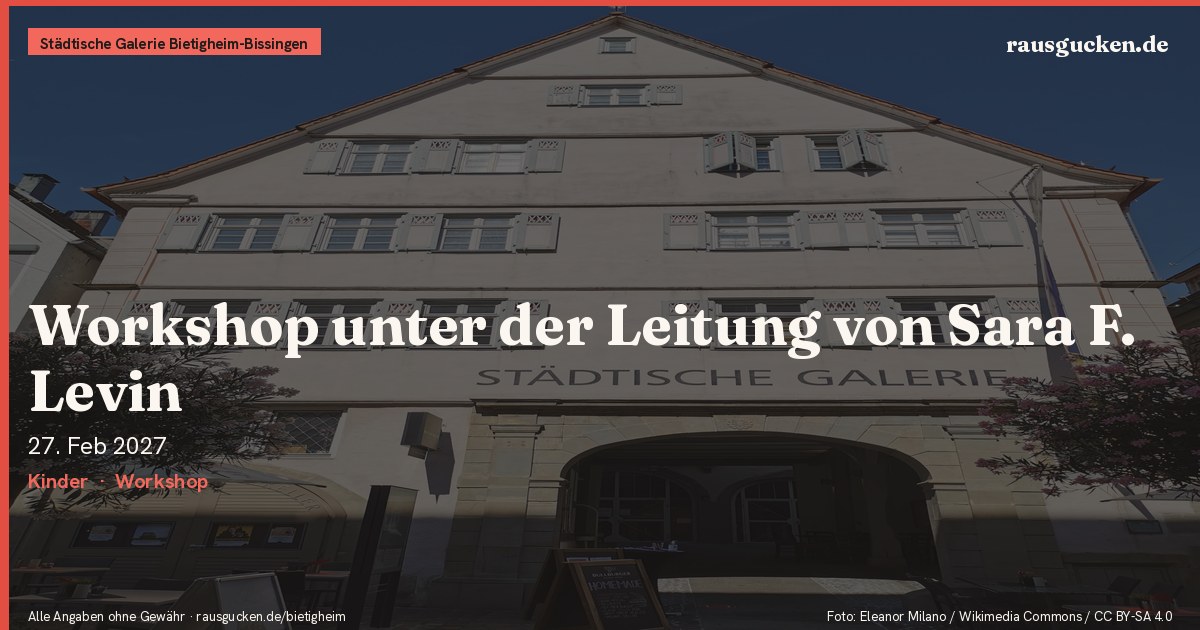 Städtische Galerie Bietigheim-Bissingen
rausgucken.de
Workshop unter der Leitung von Sara F.
Levin
STÄDTISCHE GALERIE
27. Feb 2027
Kinder · Workshop
HOMEMADE
Alle Angaben ohne Gewähr · rausgucken.de/bietigheim
Foto: Eleanor Milano / Wikimedia Commons / CC BY-SA 4.0